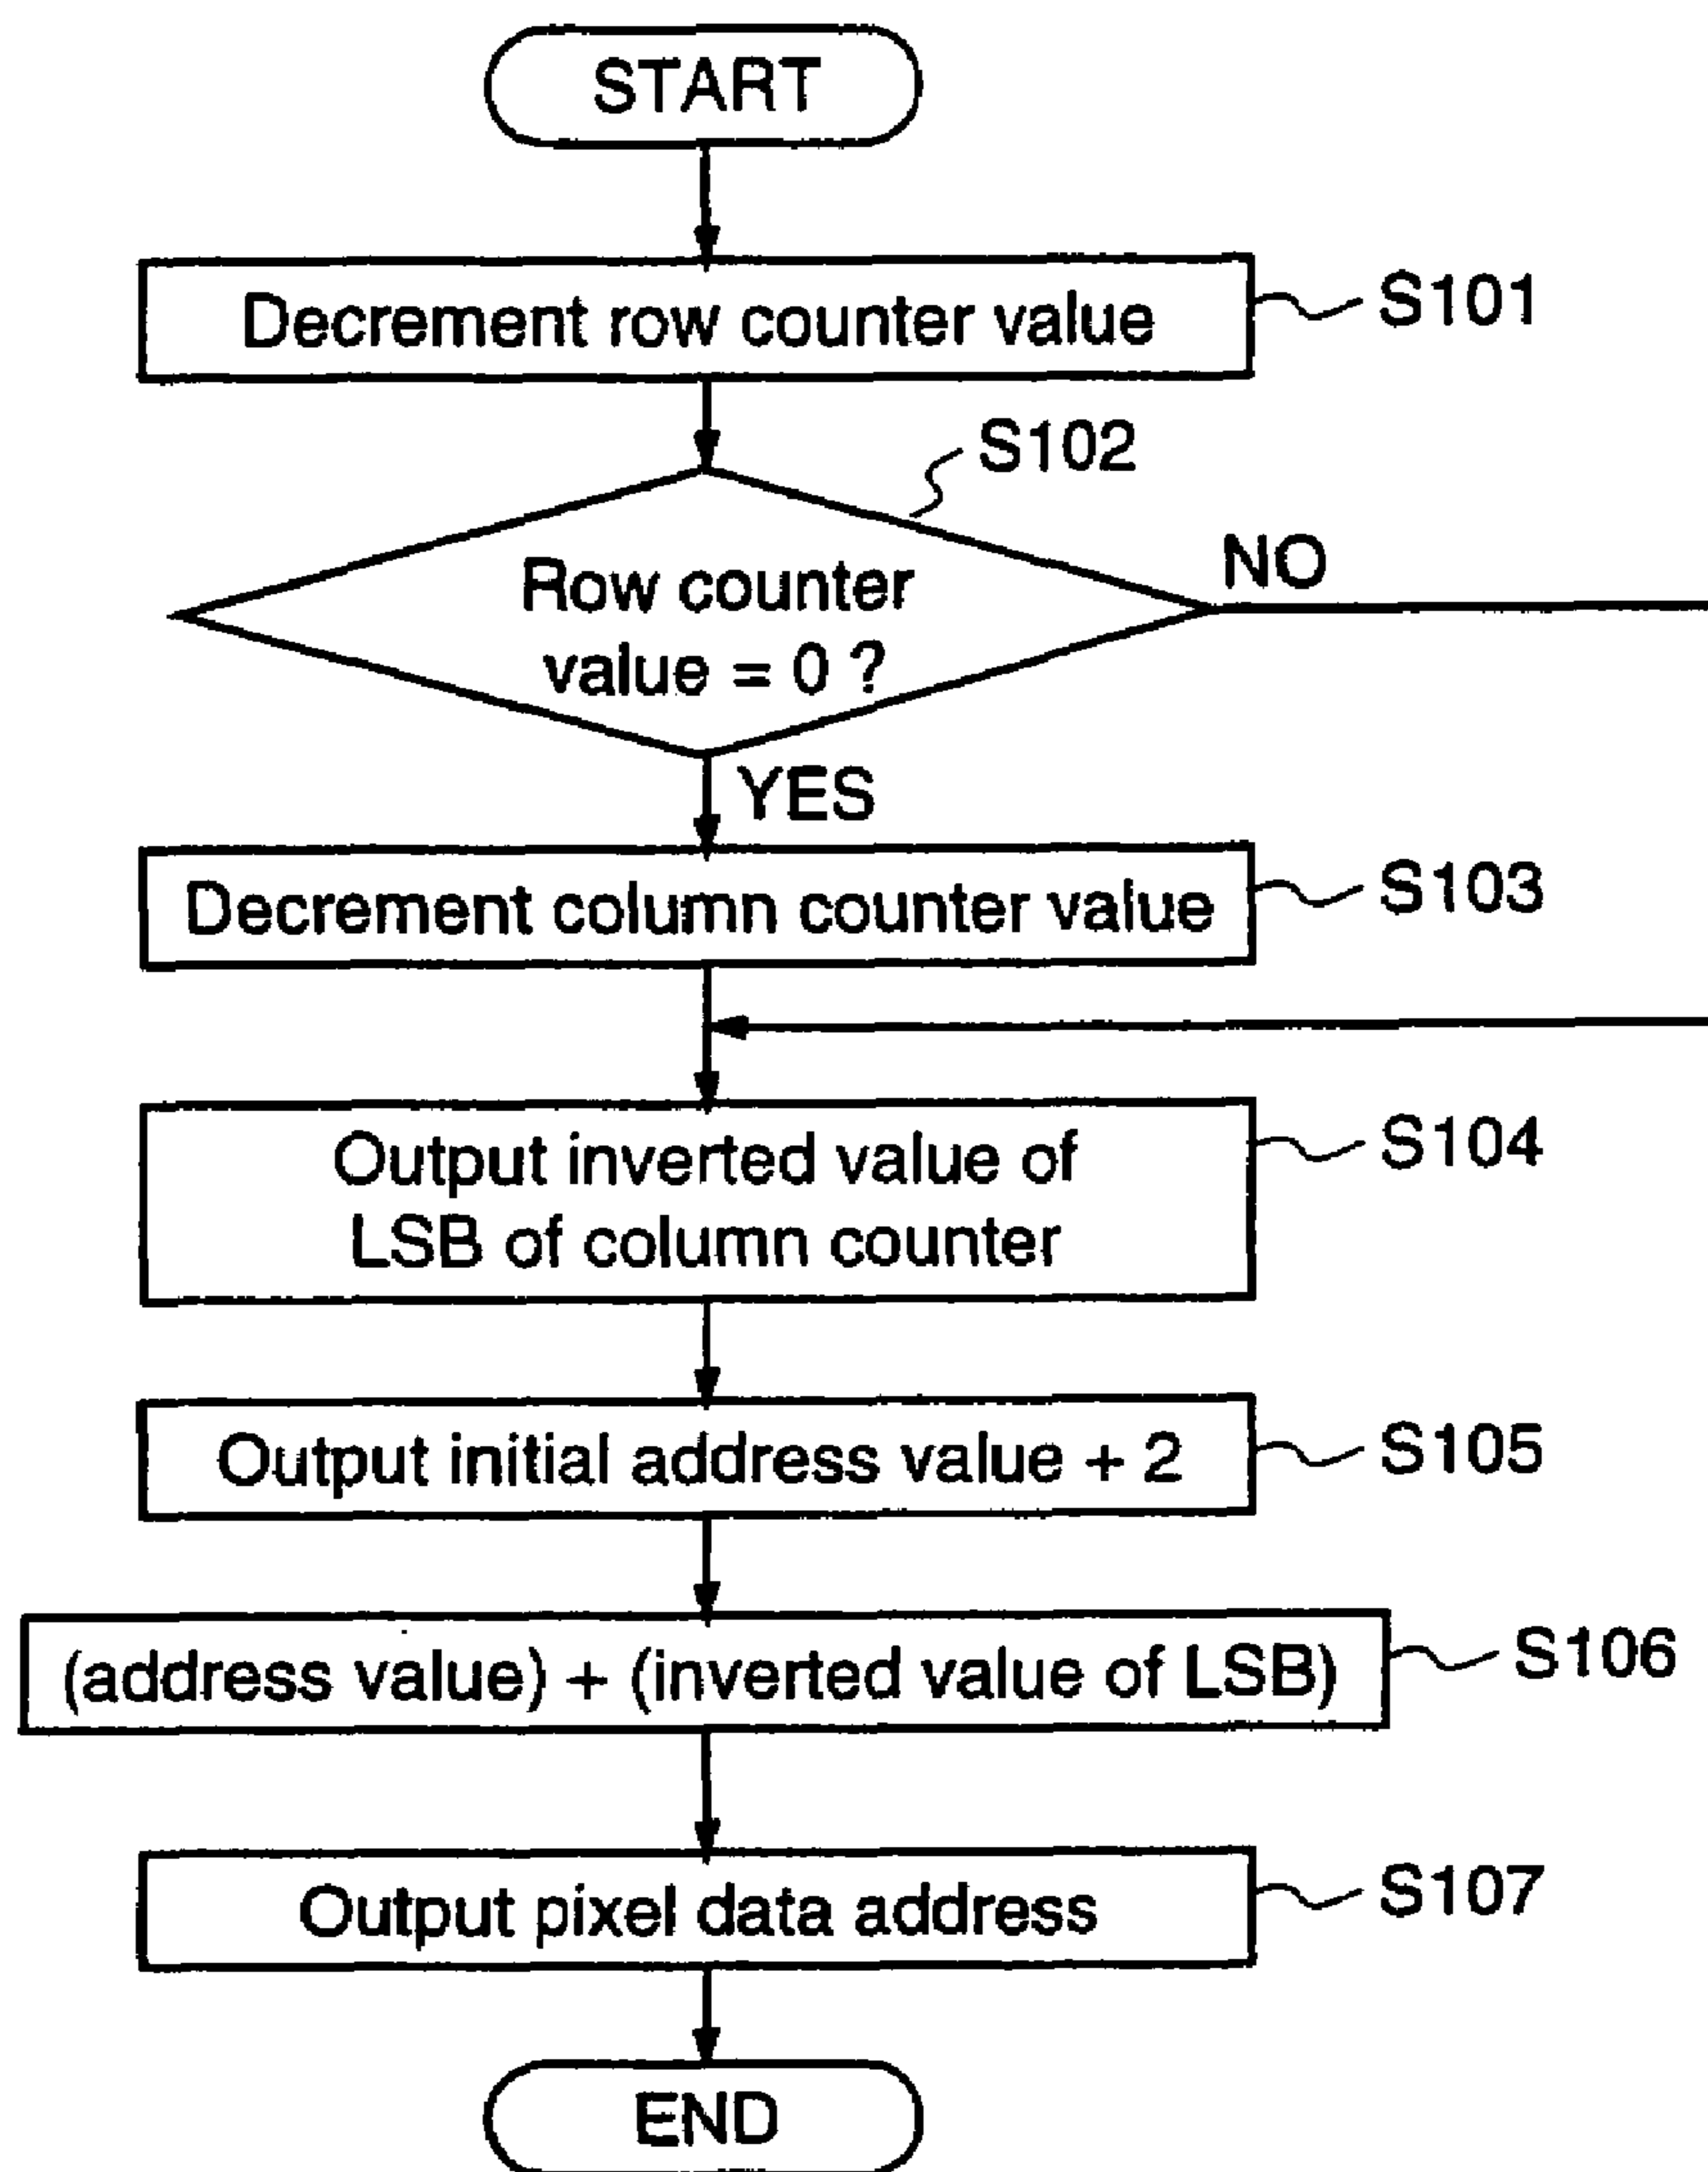 START
Decrement row counter value
S101
S102
Row counter
value = 0 ?
NO
YES
Decrement column counter value
S103
Output inverted value of
LSB of column counter
S104
Output initial address value + 2
S105
(address value) + (inverted value of LSB)
S106
Output pixel data address
S107
END